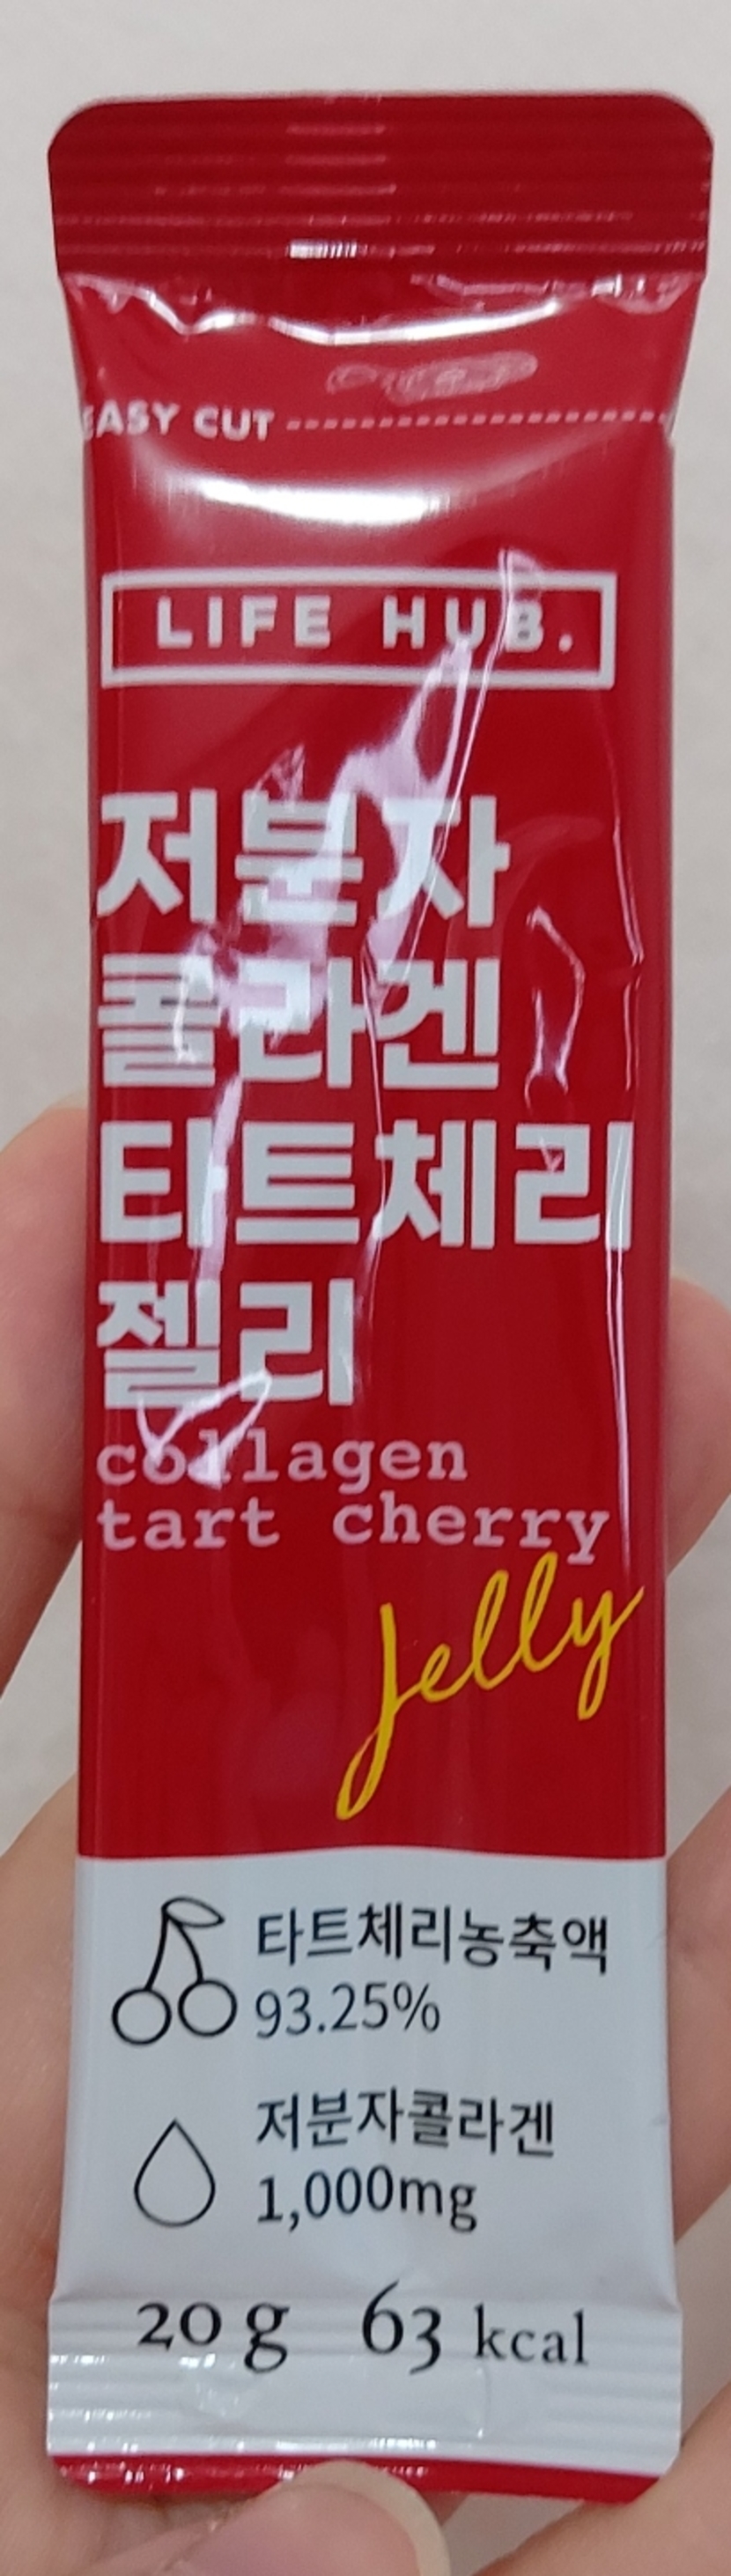 EASY CUT
LIFE HUB.
저분자
콜라겐
타트체리
젤리
collagen
tart cherry
Jelly
타트체리농축액
93.25%
저분자콜라겐
1,000mg
20 g 63 kcal